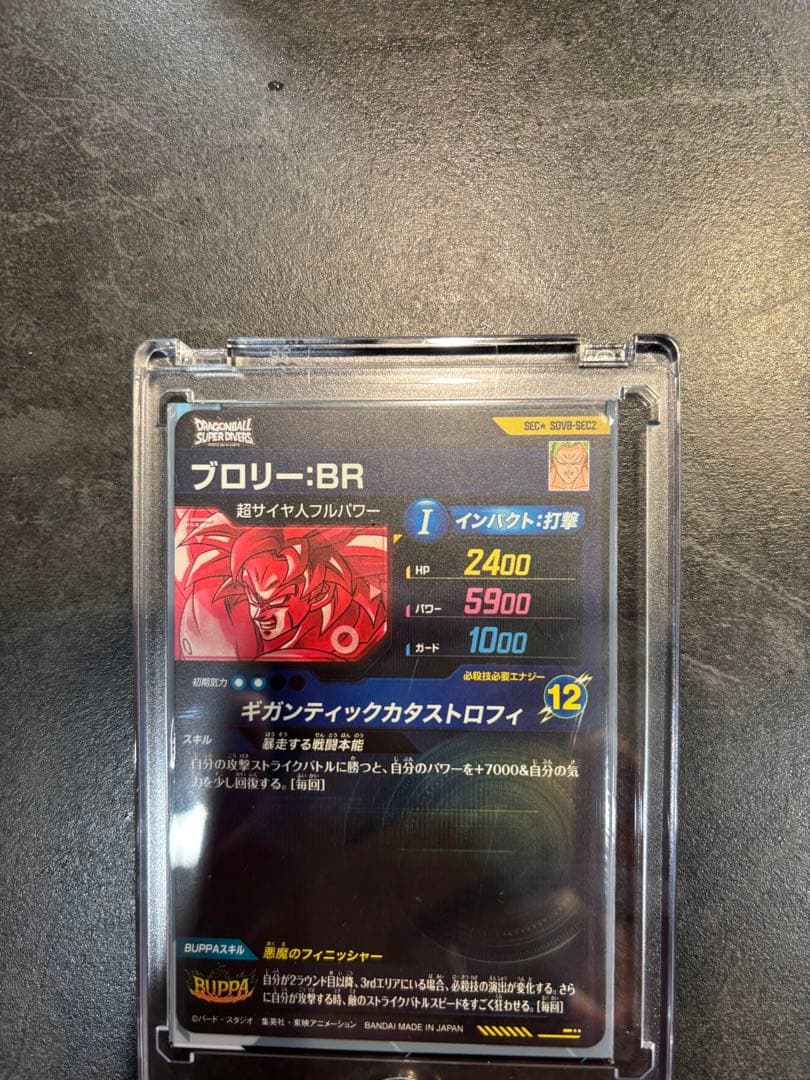 DRAGONBALL
SUPER DIVERS
SEC★ SDV8-SEC2
ブロリー:BR
超サイヤ人フルパワー
I インパクト:打撃
HP 2400
パワー 5900
ガード 1000
初期気力
必殺技必要エナジー
12
ギガンティックカタストロフィ
スキル 暴走する戦闘本能
自分の攻撃ストライクバトルに勝つと、自分のパワーを+7000&自分の気
力を少し回復する。[毎回]
BUPPAスキル 悪魔のフィニッシャー
BUPPA
自分が2ラウンド目以降、3rdエリアにいる場合、必殺技の演出が変化する。さら
に自分が攻撃する時、敵のストライクバトルスピードをすごく狂わせる。[毎回]
©バード・スタジオ 集英社・東映アニメーション BANDAI MADE IN JAPAN